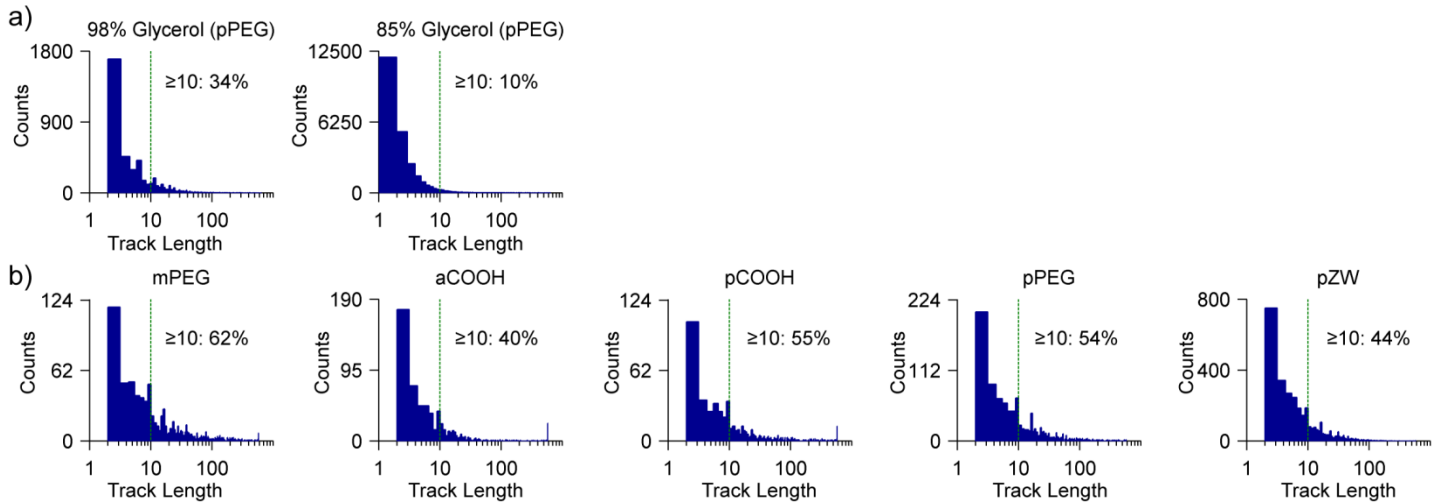 a)
98% Glycerol (pPEG)
85% Glycerol (pPEG)
1800
900
0
Counts
≥10: 34%
1 10 100
Track Length
12500
6250
0
Counts
≥10: 10%
1 10 100
Track Length
b)
mPEG
aCOOH
pCOOH
pPEG
pZW
124
62
0
Counts
≥10: 62%
1 10 100
Track Length
190
95
0
Counts
≥10: 40%
1 10 100
Track Length
124
62
0
Counts
≥10: 55%
1 10 100
Track Length
224
112
0
Counts
≥10: 54%
1 10 100
Track Length
800
400
0
Counts
≥10: 44%
1 10 100
Track Length